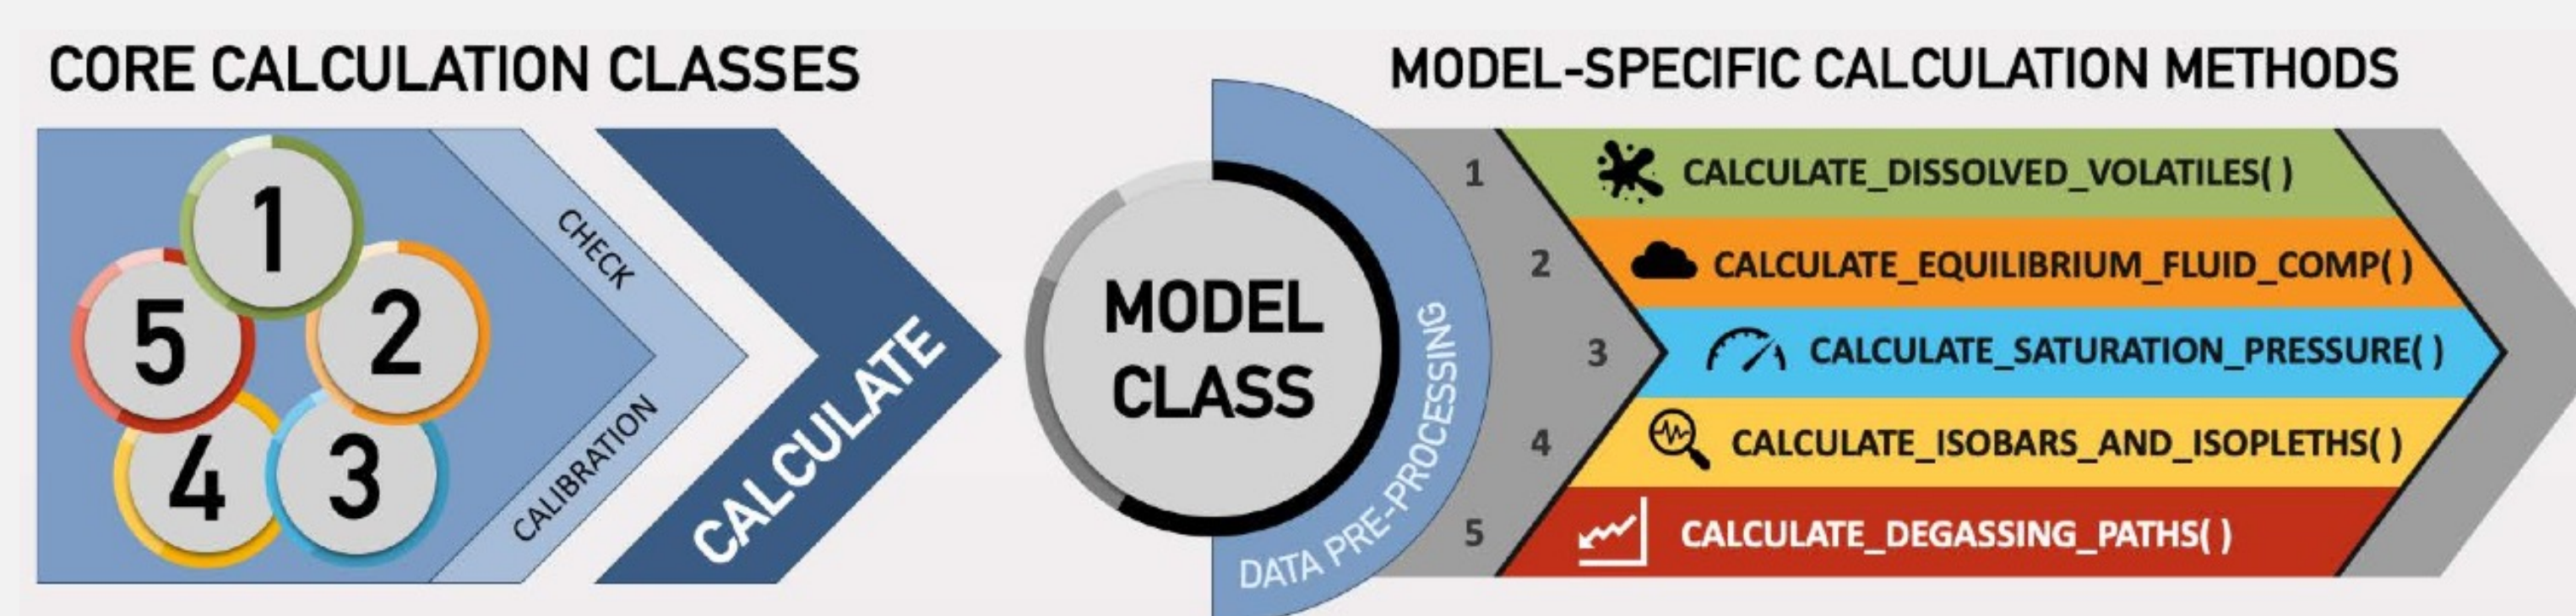 CORE CALCULATION CLASSES
1
2
3
4
5
CHECK
CALIBRATION
CALCULATE
MODEL
CLASS
DATA PRE-PROCESSING
MODEL-SPECIFIC CALCULATION METHODS
1 CALCULATE_DISSOLVED_VOLATILES( )
2 CALCULATE_EQUILIBRIUM_FLUID_COMP( )
3 CALCULATE_SATURATION_PRESSURE( )
4 CALCULATE_ISOBARS_AND_ISOPLETHS( )
5 CALCULATE_DEGASSING_PATHS( )